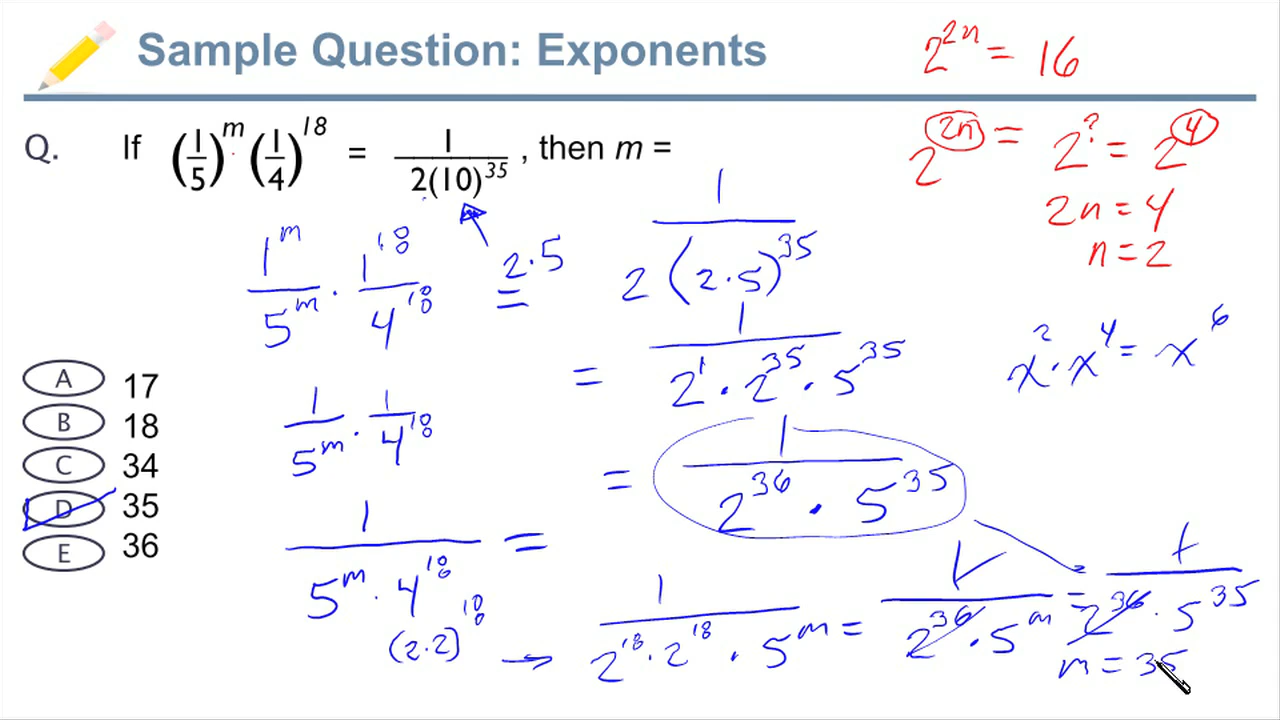 Sample Question: Exponents
2^{2n} = 16
Q. If (1/5)^m (1/4)^{18} = 1/(2(10)^{35}), then m =
2^{2n} = 2^? = 2^4
2n = 4
n = 2
1^m/5^m · 1^{18}/4^{18} = 1/(2(2·5)^{35})
2·5
= 1/(2^1 · 2^{35} · 5^{35})
x^2 · x^4 = x^6
A 17
B 18
C 34
D 35
E 36
1/5^m · 1/4^{18}
= 1/(2^{36} · 5^{35})
1/(5^m · 4^{18}) =
(2·2)^{18}
→ 1/(2^{18} · 2^{18} · 5^m) = 1/(2^{36} · 5^m) = 1/(2^{36} · 5^{35})
m = 35